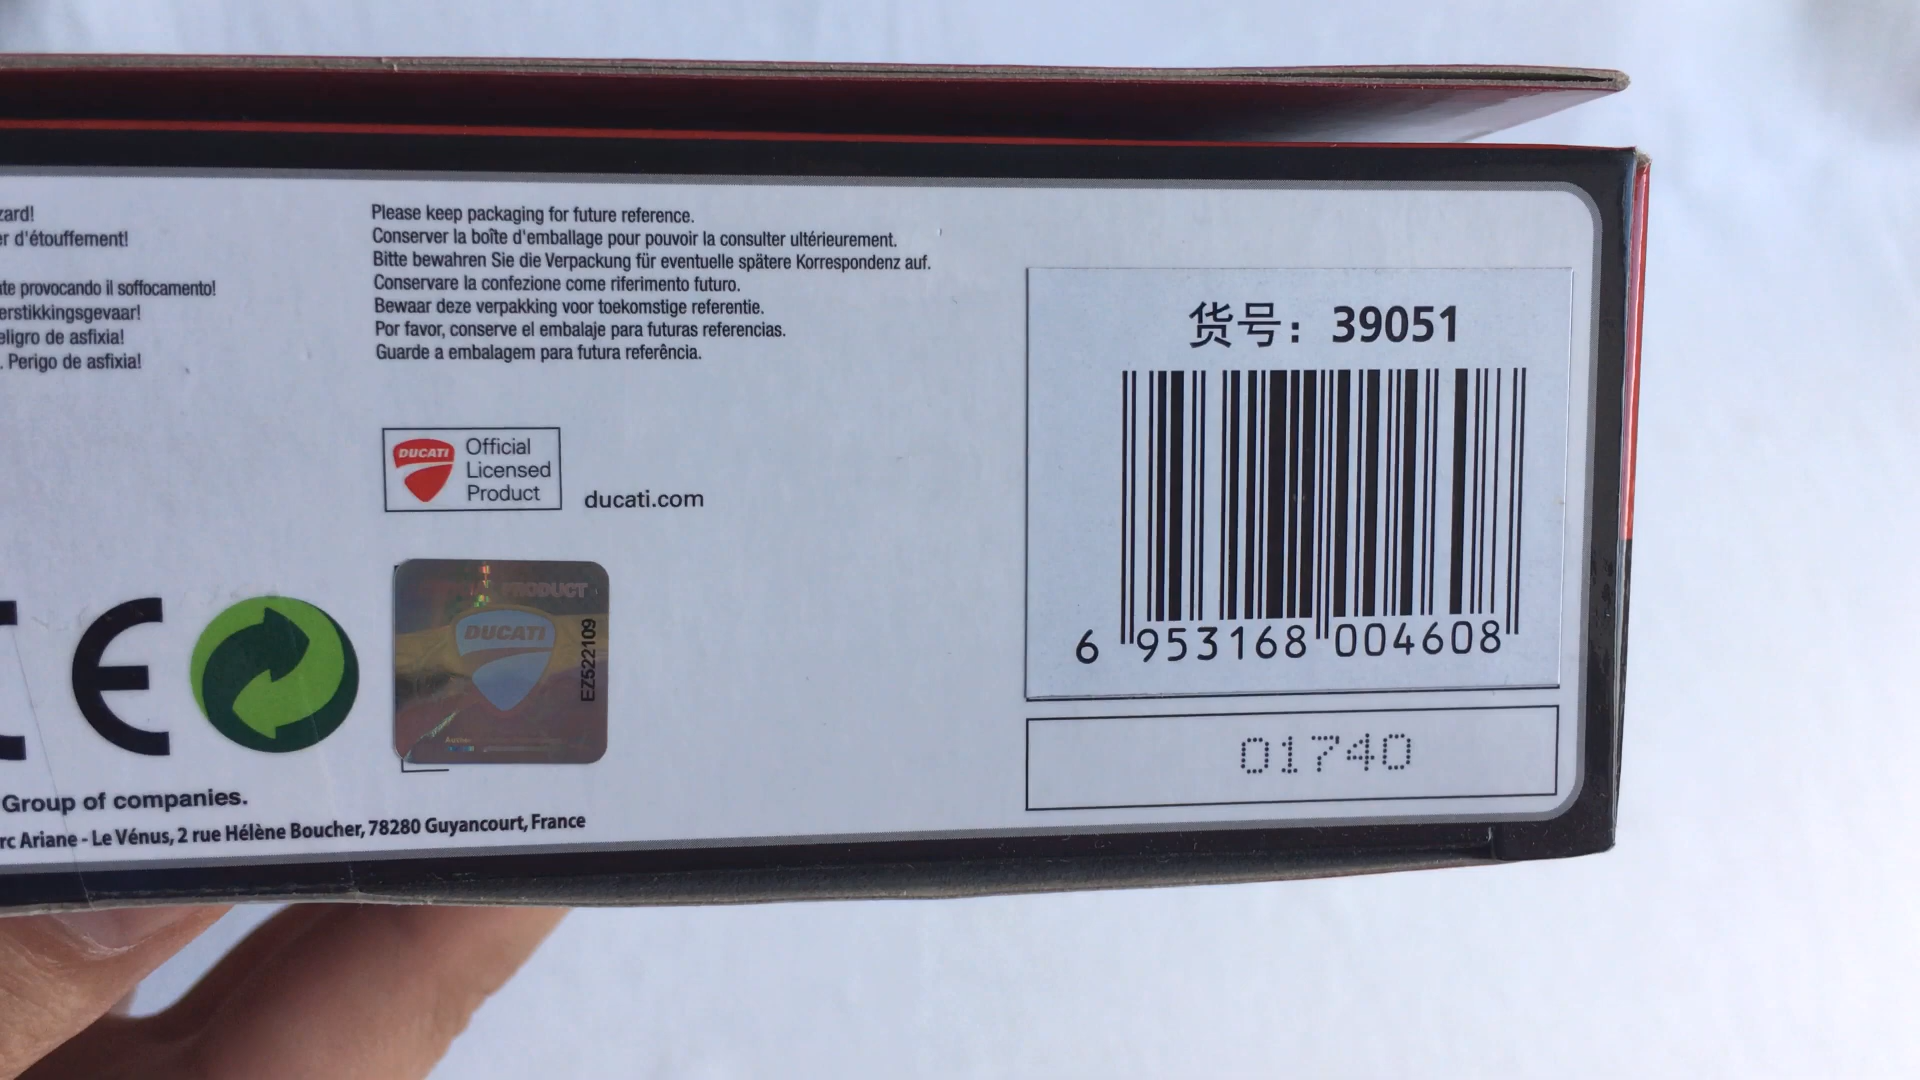 zard!
er d'étouffement!
te provocando il soffocamento!
erstikkingsgevaar!
eligro de asfixia!
. Perigo de asfixia!
Please keep packaging for future reference.
Conserver la boîte d'emballage pour pouvoir la consulter ultérieurement.
Bitte bewahren Sie die Verpackung für eventuelle spätere Korrespondenz auf.
Conservare la confezione come riferimento futuro.
Bewaar deze verpakking voor toekomstige referentie.
Por favor, conserve el embalaje para futuras referencias.
Guarde a embalagem para futura referência.
DUCATI
Official
Licensed
Product
ducati.com
PRODUCT
DUCATI
EZ522109
CE
Group of companies.
rc Ariane - Le Vénus, 2 rue Hélène Boucher, 78280 Guyancourt, France
货号：39051
6 953168 004608
01740